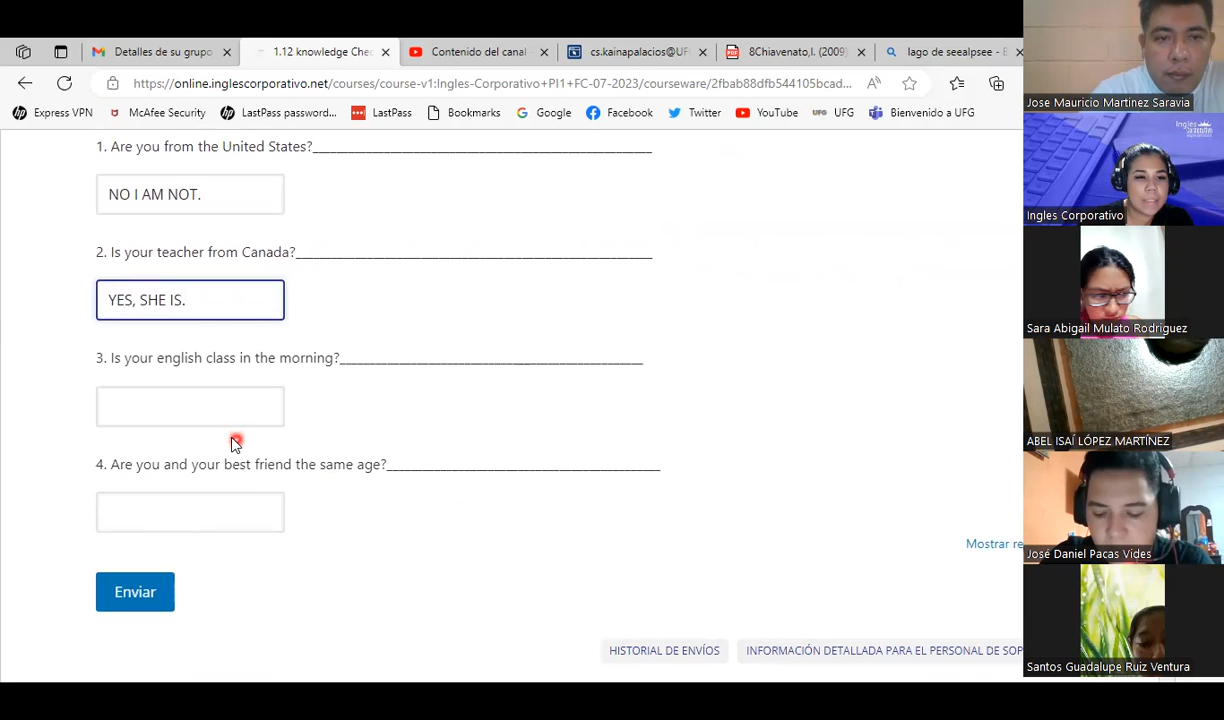 Detalles de su grupo
1.12 knowledge Chec
Contenido del canal
cs.kainapalacios@UF
8Chiavenato,I. (2009)
lago de seealpsee - B
https://online.inglescorporativo.net/courses/course-v1:Ingles-Corporativo+PI1+FC-07-2023/courseware/2fbab88dfb544105bcad...
Express VPN
McAfee Security
LastPass password...
LastPass
Bookmarks
Google
Facebook
Twitter
YouTube
UFG UFG
Bienvenido a UFG
1. Are you from the United States?
NO I AM NOT.
2. Is your teacher from Canada?
YES, SHE IS.
3. Is your english class in the morning?
4. Are you and your best friend the same age?
Mostrar re
Enviar
HISTORIAL DE ENVÍOS
INFORMACIÓN DETALLADA PARA EL PERSONAL DE SOP
Jose Mauricio Martinez Saravia
Ingles
Corporativo
Ingles Corporativo
Sara Abigail Mulato Rodriguez
ABEL ISAÍ LÓPEZ MARTÍNEZ
José Daniel Pacas Vides
Santos Guadalupe Ruiz Ventura